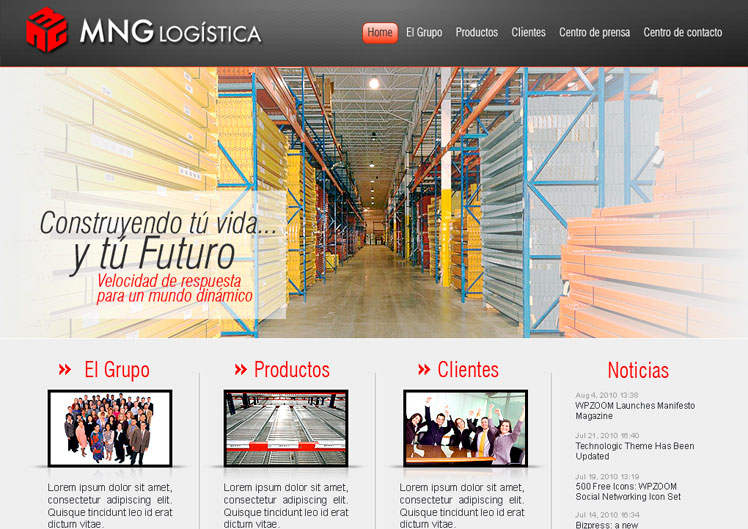 MNG LOGÍSTICA
Home El Grupo Productos Clientes Centro de prensa Centro de contacto
Construyendo tú vida...
y tú Futuro
Velocidad de respuesta
para un mundo dinámico
» El Grupo
Lorem ipsum dolor sit amet,
consectetur adipiscing elit.
Quisque tincidunt leo id erat
dictum vitae.
» Productos
Lorem ipsum dolor sit amet,
consectetur adipiscing elit.
Quisque tincidunt leo id erat
dictum vitae.
» Clientes
Lorem ipsum dolor sit amet,
consectetur adipiscing elit.
Quisque tincidunt leo id erat
dictum vitae.
Noticias
Aug 4, 2010 13:38
WPZOOM Launches Manifesto
Magazine
Jul 21, 2010 16:40
Technologic Theme Has Been
Updated
Jul 19, 2010 13:19
500 Free Icons: WPZOOM
Social Networking Icon Set
Jul 14, 2010 16:34
Bizpress: a new